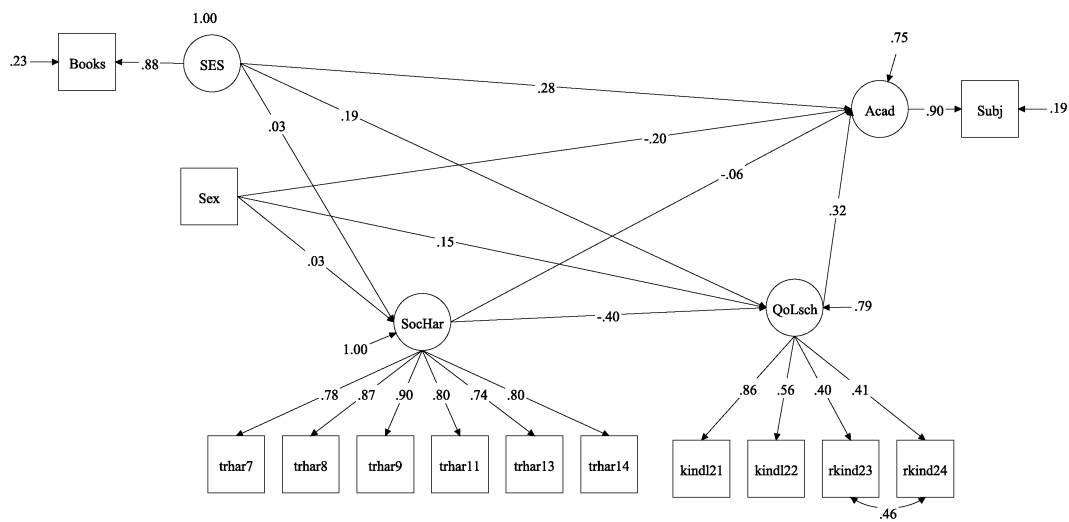 1.00
.75
.23
Books
.88
SES
.28
Acad
.90
Subj
.19
.03
.19
-.20
-.06
Sex
.32
.15
.03
SocHar
-.40
QoLsch
.79
1.00
.78
.87
.90
.80
.74
.80
.86
.56
.40
.41
trhar7
trhar8
trhar9
trhar11
trhar13
trhar14
kindl21
kindl22
rkind23
rkind24
.46